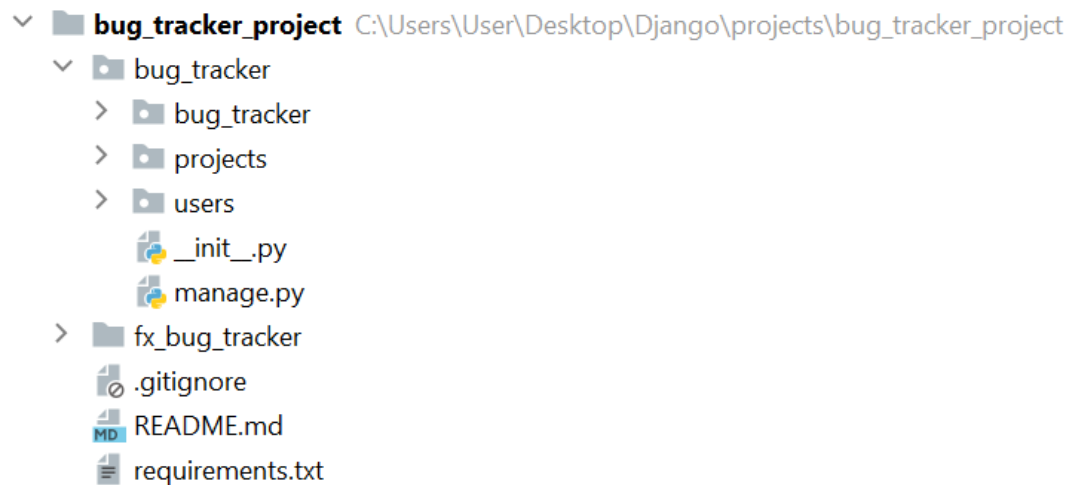 bug_tracker_project C:\Users\User\Desktop\Django\projects\bug_tracker_project
bug_tracker
bug_tracker
projects
users
__init__.py
manage.py
fx_bug_tracker
.gitignore
MD README.md
requirements.txt